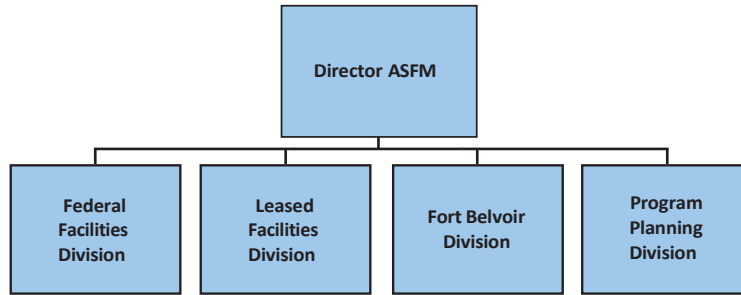 Director ASFM
Federal
Facilities
Division
Leased
Facilities
Division
Fort Belvoir
Division
Program
Planning
Division